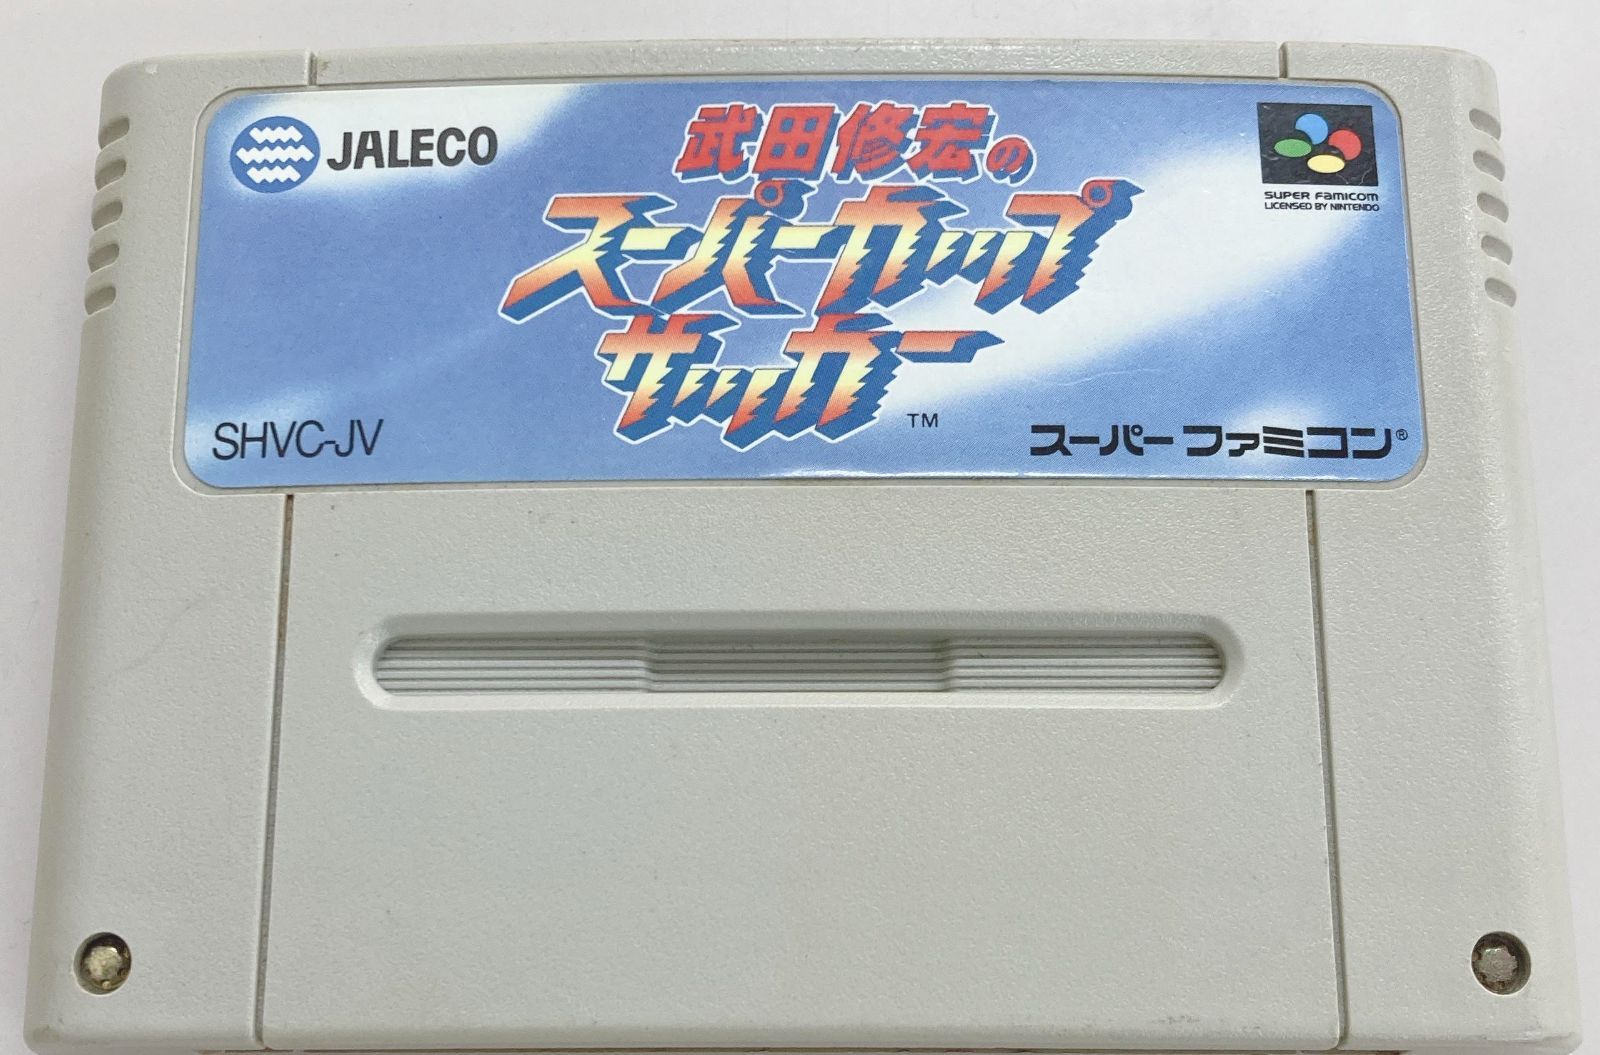 JALECO
武田修宏の
スーパーカップ
サッカー
TM
SUPER FAMICOM
LICENSED BY NINTENDO
SHVC-JV
スーパーファミコン®